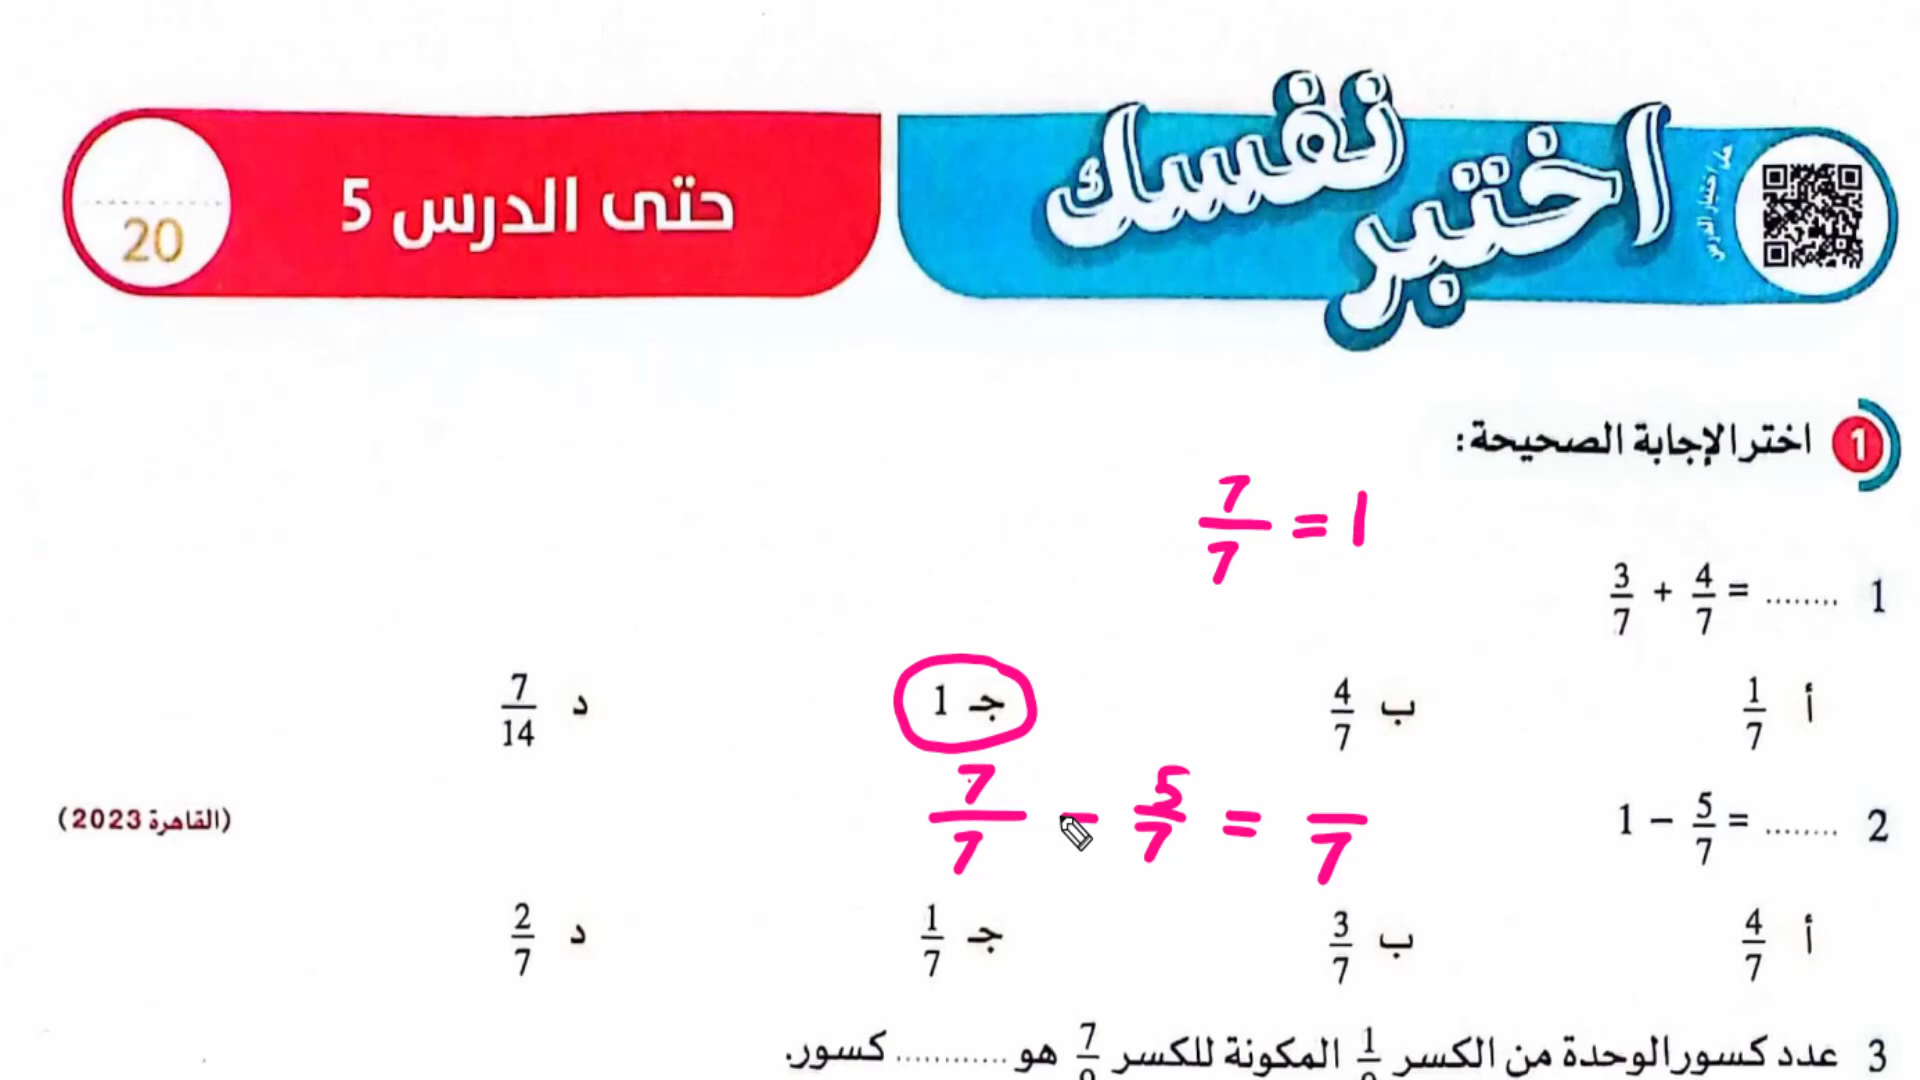 اختبر نفسك
حتى الدرس 5
20
1 اختر الإجابة الصحيحة:
7/7 = 1
1 3/7 + 4/7 = ........
أ 1/7 ب 4/7 جـ 1 د 7/14
2 1 − 5/7 = ........ (القاهرة 2023)
7/7 − 5/7 = /7
أ 4/7 ب 3/7 جـ 1/7 د 2/7
3 عدد كسور الوحدة من الكسر 1/ المكونة للكسر 7/ هو ............ كسور.